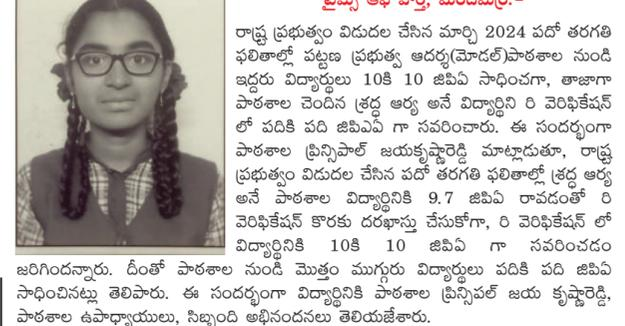 రాష్ట్ర ప్రభుత్వం విడుదల చేసిన మార్చి 2024 పదో తరగతి
ఫలితాల్లో పట్టణ ప్రభుత్వ ఆదర్శ(మోడల్)పాఠశాల నుండి
ఇద్దరు విద్యార్థులు 10కి 10 జిపిఏ సాధించగా, తాజాగా
పాఠశాల చెందిన శ్రద్ధ ఆర్య అనే విద్యార్థిని రి వెరిఫికేషన్
లో పదికి పది జిపిఎఏ గా సవరించారు. ఈ సందర్భంగా
పాఠశాల ప్రిన్సిపాల్ జయకృష్ణారెడ్డి మాట్లాడుతూ, రాష్ట్ర
ప్రభుత్వం విడుదల చేసిన పదో తరగతి ఫలితాల్లో శ్రద్ధ ఆర్య
అనే పాఠశాల విద్యార్థినికి 9.7 జిపిఏ రావడంతో రి
వెరిఫికేషన్ కొరకు దరఖాస్తు చేసుకోగా, రి వెరిఫికేషన్ లో
విద్యార్థినికి 10కి 10 జిపిఏ గా సవరించడం
జరిగిందన్నారు. దీంతో పాఠశాల నుండి మొత్తం ముగ్గురు విద్యార్థులు పదికి పది జిపిఏ
సాధించినట్లు తెలిపారు. ఈ సందర్భంగా విద్యార్థినికి పాఠశాల ప్రిన్సిపల్ జయ కృష్ణారెడ్డి,
పాఠశాల ఉపాధ్యాయులు, సిబ్బంది అభినందనలు తెలియజేశారు.